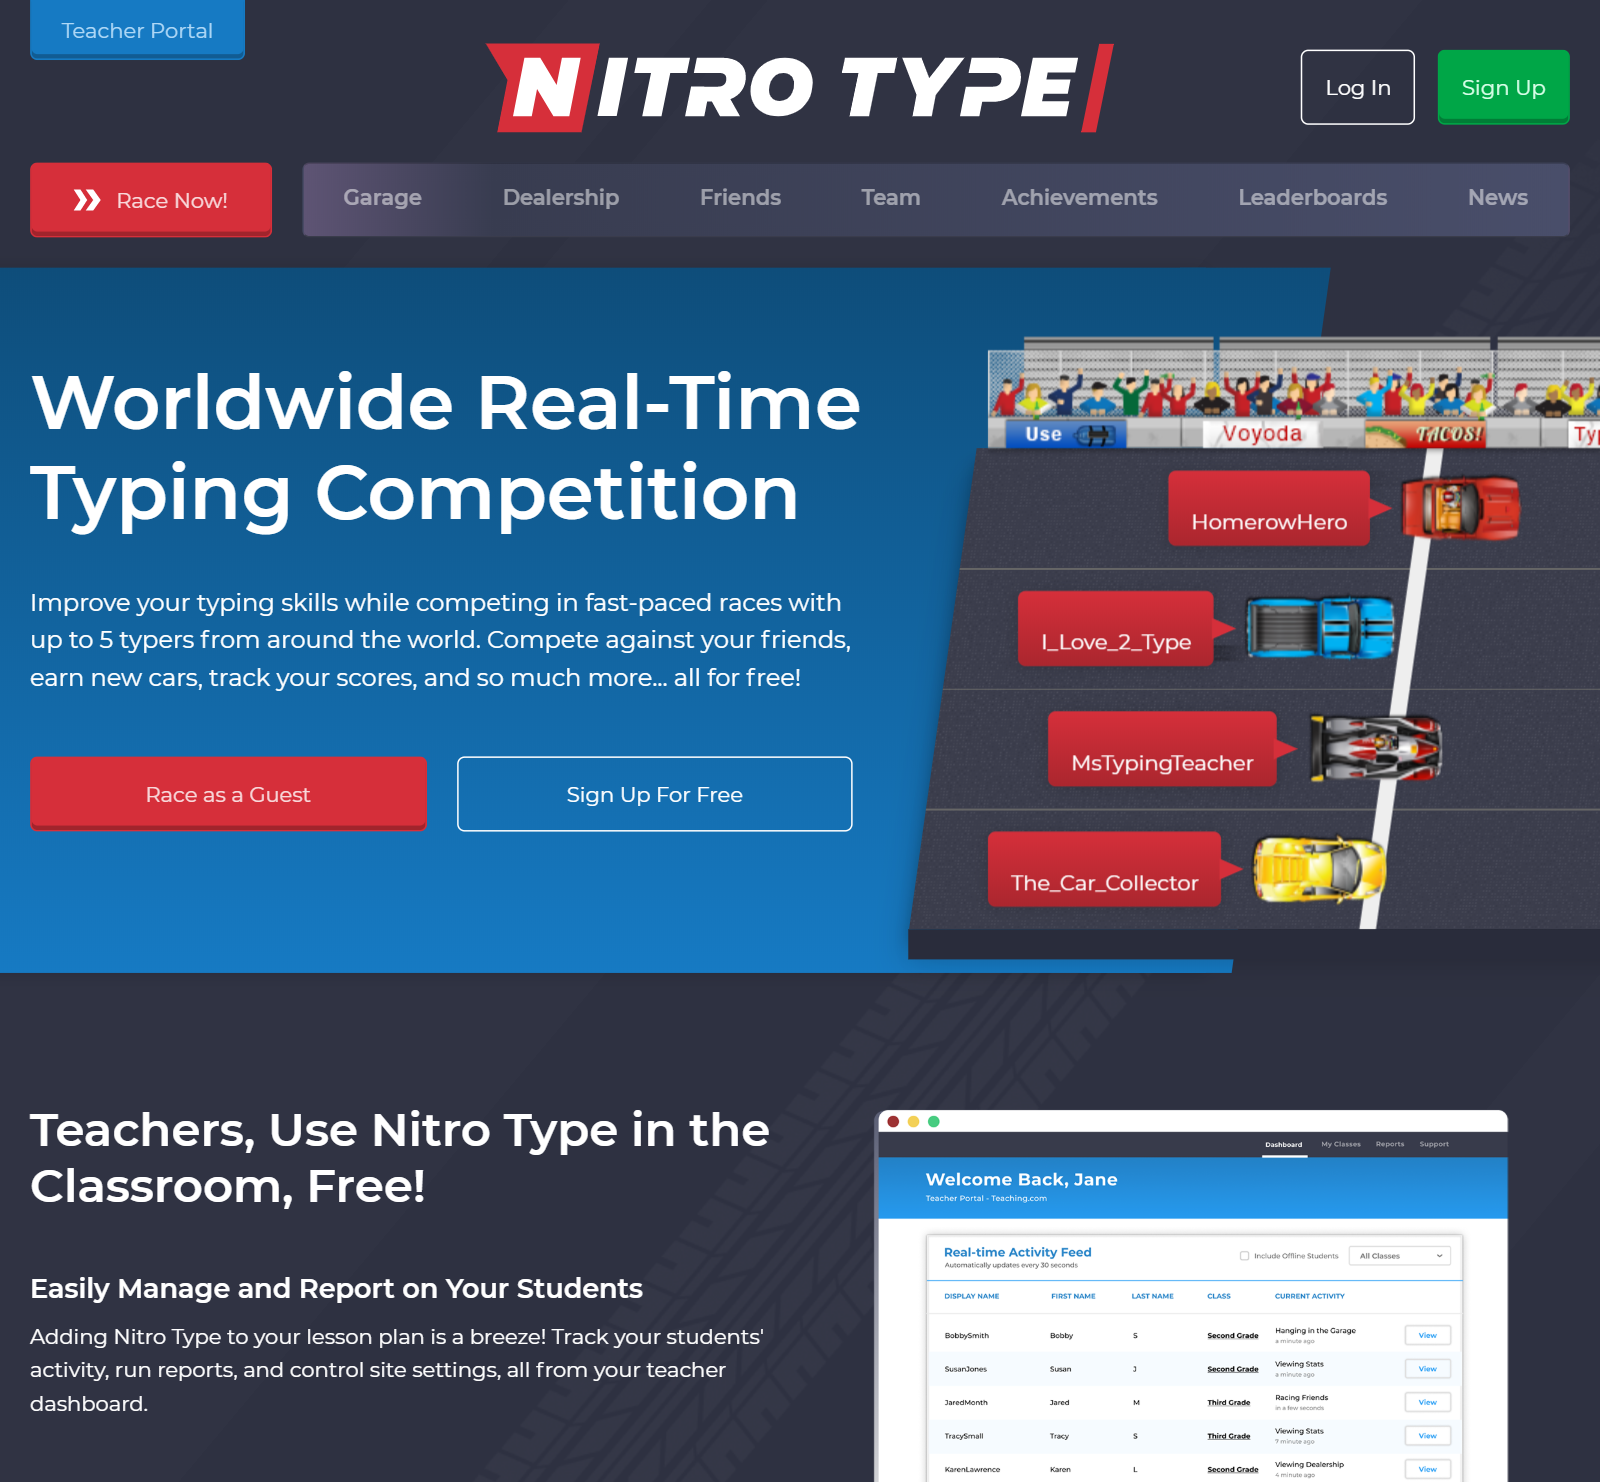 Teacher Portal
NITRO TYPE
Log In
Sign Up
Race Now!
Garage
Dealership
Friends
Team
Achievements
Leaderboards
News
Worldwide Real-Time
Typing Competition
Improve your typing skills while competing in fast-paced races with
up to 5 typers from around the world. Compete against your friends,
earn new cars, track your scores, and so much more... all for free!
Race as a Guest
Sign Up For Free
Use
Voyoda
TACOS!
HomerowHero
I_Love_2_Type
MsTypingTeacher
The_Car_Collector
Teachers, Use Nitro Type in the
Classroom, Free!
Easily Manage and Report on Your Students
Adding Nitro Type to your lesson plan is a breeze! Track your students'
activity, run reports, and control site settings, all from your teacher
dashboard.
Dashboard My Classes Reports Support
Welcome Back, Jane
Teacher Portal - Teaching.com
Real-time Activity Feed
Automatically updates every 30 seconds
Include Offline Students
All Classes
DISPLAY NAME FIRST NAME LAST NAME CLASS CURRENT ACTIVITY
BobbySmith Bobby S Second Grade Hanging in the Garage View
a minute ago
SusanJones Susan J Second Grade Viewing Stats View
a minute ago
JaredMonth Jared M Third Grade Racing Friends View
in a few seconds
TracySmall Tracy S Third Grade Viewing Stats View
7 minute ago
KarenLawrence Karen L Second Grade Viewing Dealership View
4 minute ago